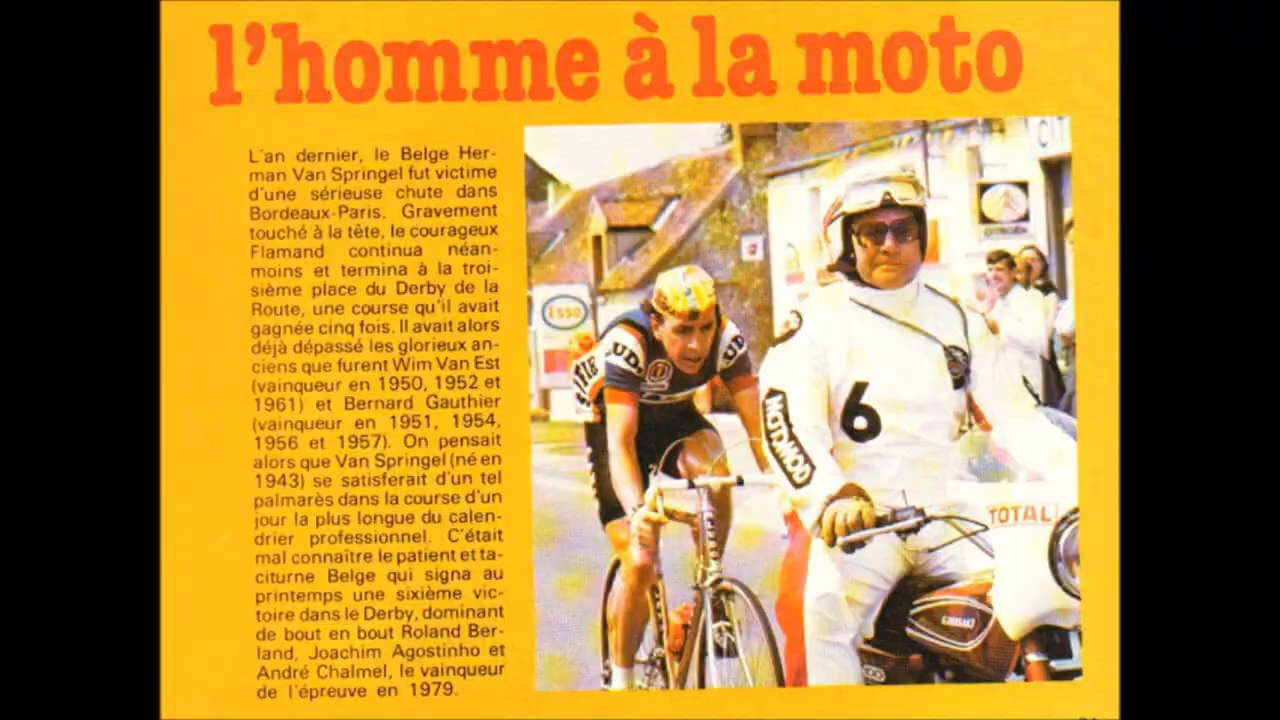 l'homme à la moto
L'an dernier, le Belge Her-
man Van Springel fut victime
d'une sérieuse chute dans
Bordeaux-Paris. Gravement
touché à la tête, le courageux
Flamand continua néan-
moins et termina à la troi-
sième place du Derby de la
Route, une course qu'il avait
gagnée cinq fois. Il avait alors
déjà dépassé les glorieux an-
ciens que furent Wim Van Est
(vainqueur en 1950, 1952 et
1961) et Bernard Gauthier
(vainqueur en 1951, 1954,
1956 et 1957). On pensait
alors que Van Springel (né en
1943) se satisferait d'un tel
palmarès dans la course d'un
jour la plus longue du calen-
drier professionnel. C'était
mal connaître le patient et ta-
citurne Belge qui signa au
printemps une sixième vic-
toire dans le Derby, dominant
de bout en bout Roland Ber-
land, Joachim Agostinho et
André Chalmel, le vainqueur
de l'épreuve en 1979.
CIT
CITROËN
Esso
UD.
UD
6
MOTOMOD
TOTAL
KAWASAKI